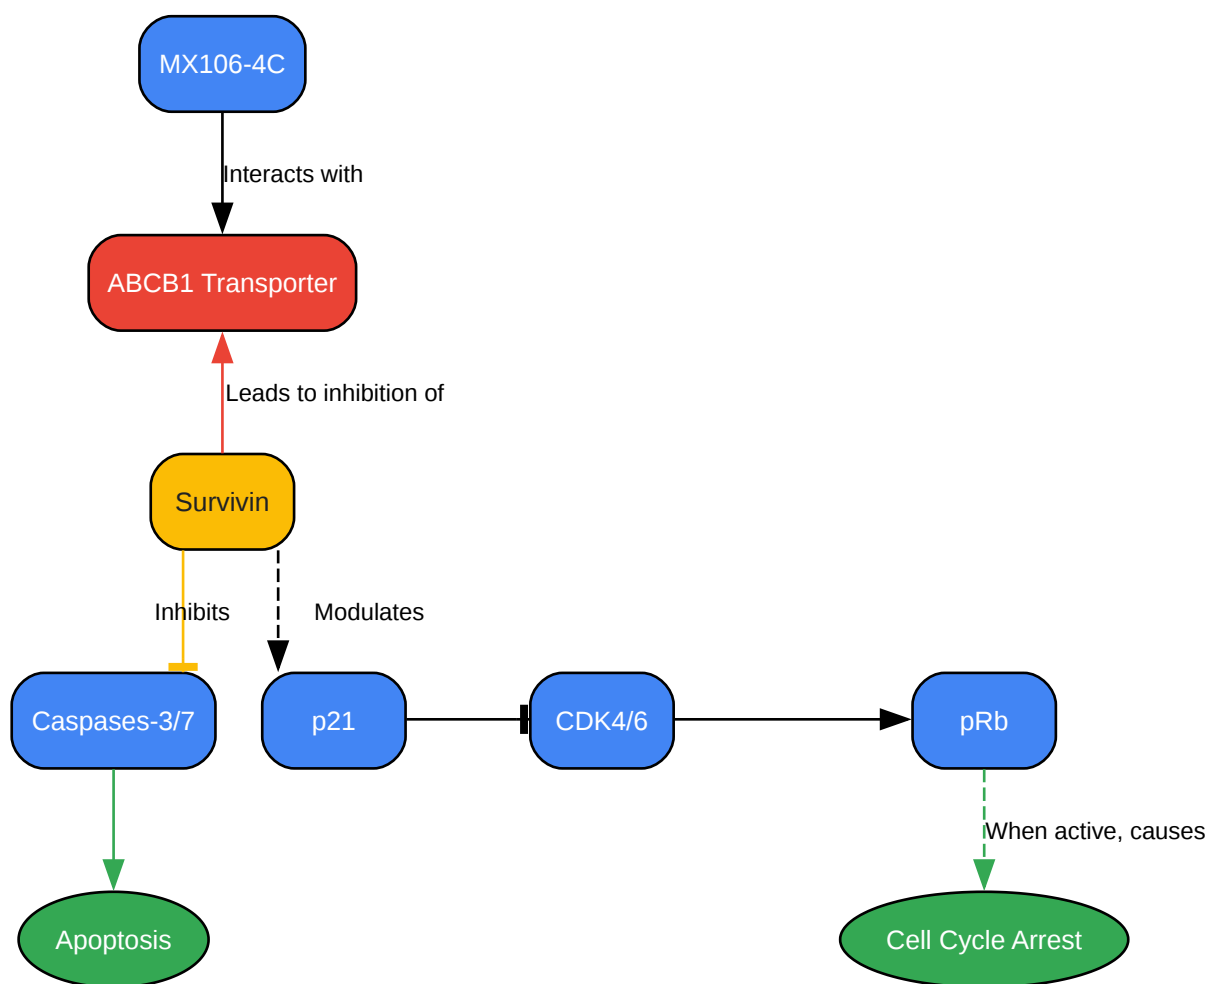 MX106-4C
Interacts with
ABCB1 Transporter
Leads to inhibition of
Survivin
Inhibits
Modulates
Caspases-3/7
p21
CDK4/6
pRb
When active, causes
Apoptosis
Cell Cycle Arrest